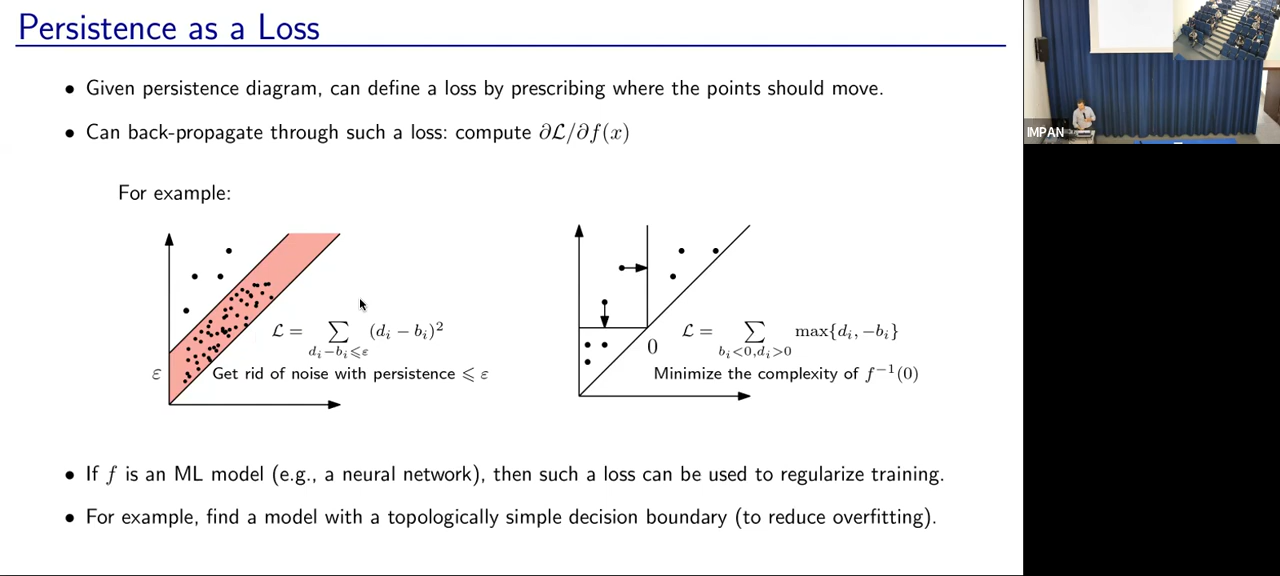 Persistence as a Loss
• Given persistence diagram, can define a loss by prescribing where the points should move.
• Can back-propagate through such a loss: compute ∂ℒ/∂f(x)
For example:
ℒ = ∑_{d_i−b_i⩽ε} (d_i − b_i)²
ε
Get rid of noise with persistence ⩽ ε
0
ℒ = ∑_{b_i<0,d_i>0} max{d_i, −b_i}
Minimize the complexity of f⁻¹(0)
• If f is an ML model (e.g., a neural network), then such a loss can be used to regularize training.
• For example, find a model with a topologically simple decision boundary (to reduce overfitting).
IMPAN